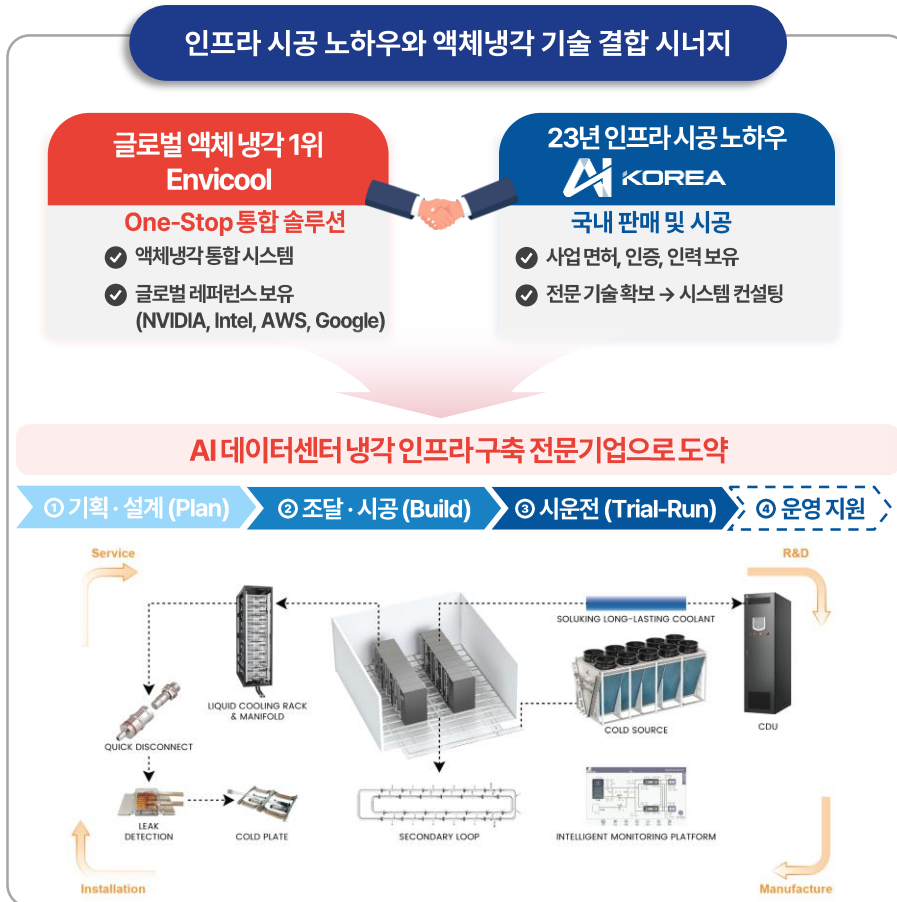 인프라 시공 노하우와 액체냉각 기술 결합 시너지
글로벌 액체 냉각 1위
Envicool
One-Stop 통합 솔루션
액체냉각 통합 시스템
글로벌 레퍼런스 보유
(NVIDIA, Intel, AWS, Google)
23년 인프라 시공 노하우
AI KOREA
국내 판매 및 시공
사업 면허, 인증, 인력 보유
전문 기술 확보 → 시스템 컨설팅
AI 데이터센터 냉각 인프라 구축 전문기업으로 도약
① 기획 · 설계 (Plan)
② 조달 · 시공 (Build)
③ 시운전 (Trial-Run)
④ 운영 지원
Service
R&D
SOLUKING LONG-LASTING COOLANT
LIQUID COOLING RACK
& MANIFOLD
COLD SOURCE
CDU
QUICK DISCONNECT
LEAK
DETECTION
COLD PLATE
SECONDARY LOOP
INTELLIGENT MONITORING PLATFORM
Installation
Manufacture